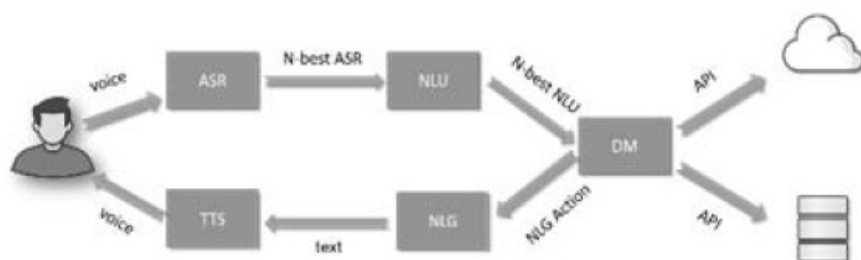 voice
ASR
N-best ASR
NLU
N-best NLU
DM
API
API
NLG Action
NLG
text
TTS
voice